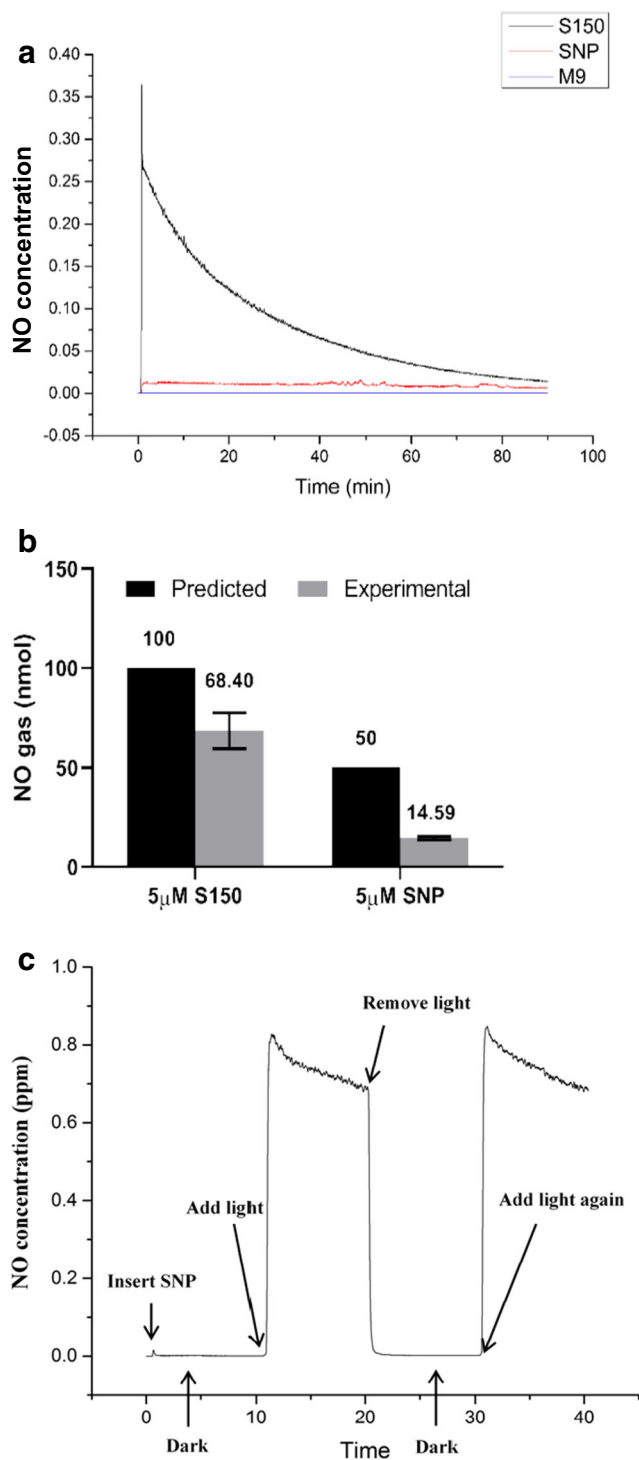 a
S150
SNP
M9
0.40
0.35
0.30
0.25
0.20
0.15
0.10
0.05
0.00
-0.05
NO concentration
0
20
40
60
80
100
Time (min)
b
Predicted
Experimental
150
100
50
0
NO gas (nmol)
100
68.40
50
14.59
5μM S150
5μM SNP
c
1.0
0.8
0.6
0.4
0.2
0.0
NO concentration (ppm)
Remove light
Add light
Add light again
Insert SNP
0
10
20
30
40
Dark
Time
Dark